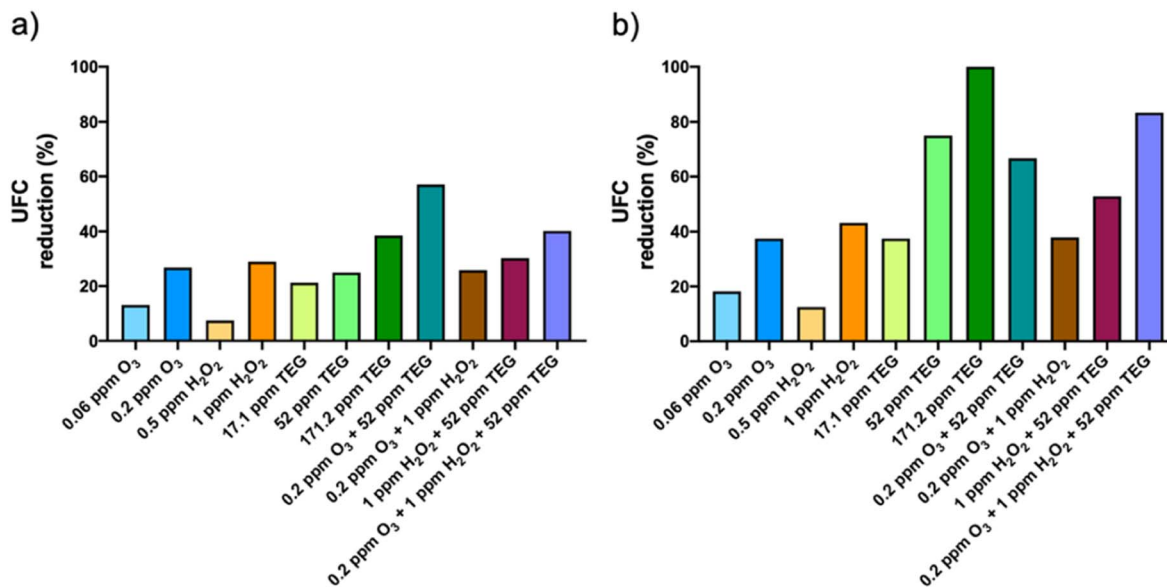 a)
UFC
reduction (%)
100
80
60
40
20
0
0.06 ppm O₃
0.2 ppm O₃
0.5 ppm H₂O₂
1 ppm H₂O₂
17.1 ppm TEG
52 ppm TEG
171.2 ppm TEG
0.2 ppm O₃ + 52 ppm TEG
0.2 ppm O₃ + 1 ppm H₂O₂
1 ppm H₂O₂ + 52 ppm TEG
0.2 ppm O₃ + 1 ppm H₂O₂ + 52 ppm TEG
b)
UFC
reduction (%)
100
80
60
40
20
0
0.06 ppm O₃
0.2 ppm O₃
0.5 ppm H₂O₂
1 ppm H₂O₂
17.1 ppm TEG
52 ppm TEG
171.2 ppm TEG
0.2 ppm O₃ + 52 ppm TEG
0.2 ppm O₃ + 1 ppm H₂O₂
1 ppm H₂O₂ + 52 ppm TEG
0.2 ppm O₃ + 1 ppm H₂O₂ + 52 ppm TEG